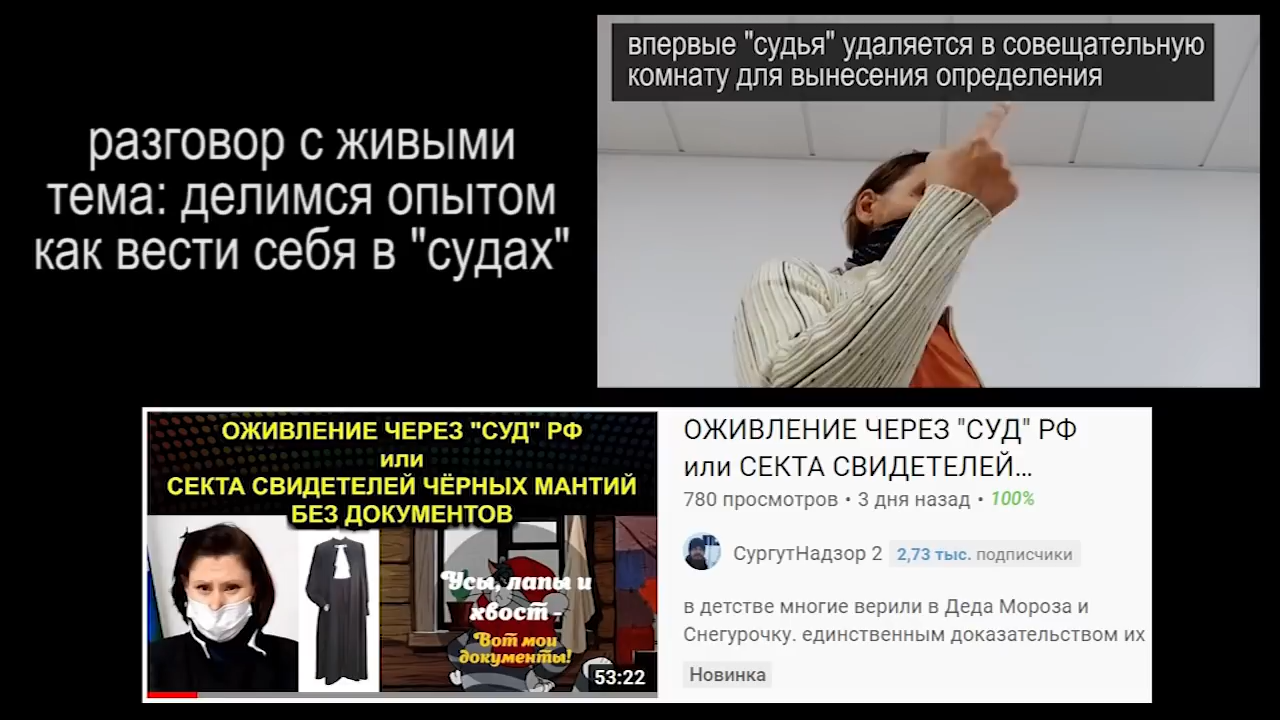 разговор с живыми
тема: делимся опытом
как вести себя в "судах"
впервые "судья" удаляется в совещательную
комнату для вынесения определения
ОЖИВЛЕНИЕ ЧЕРЕЗ "СУД" РФ
или
СЕКТА СВИДЕТЕЛЕЙ ЧЁРНЫХ МАНТИЙ
БЕЗ ДОКУМЕНТОВ
Усы, лапы и
хвост -
Вот мои
документы!
53:22
ОЖИВЛЕНИЕ ЧЕРЕЗ "СУД" РФ
или СЕКТА СВИДЕТЕЛЕЙ...
780 просмотров • 3 дня назад • 100%
СургутНадзор 2 2,73 тыс. подписчики
в детстве многие верили в Деда Мороза и
Снегурочку. единственным доказательством их
Новинка